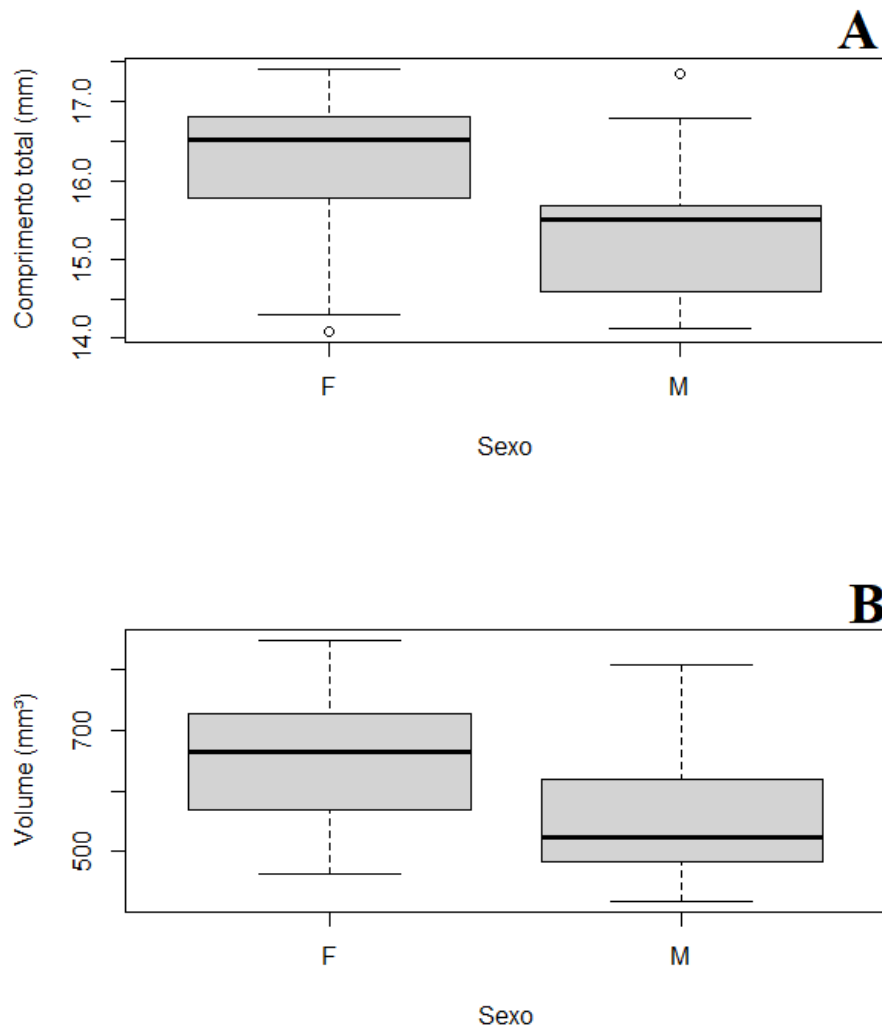 A
Comprimento total (mm)
17.0
16.0
15.0
14.0
F
M
Sexo
B
Volume (mm³)
700
500
F
M
Sexo